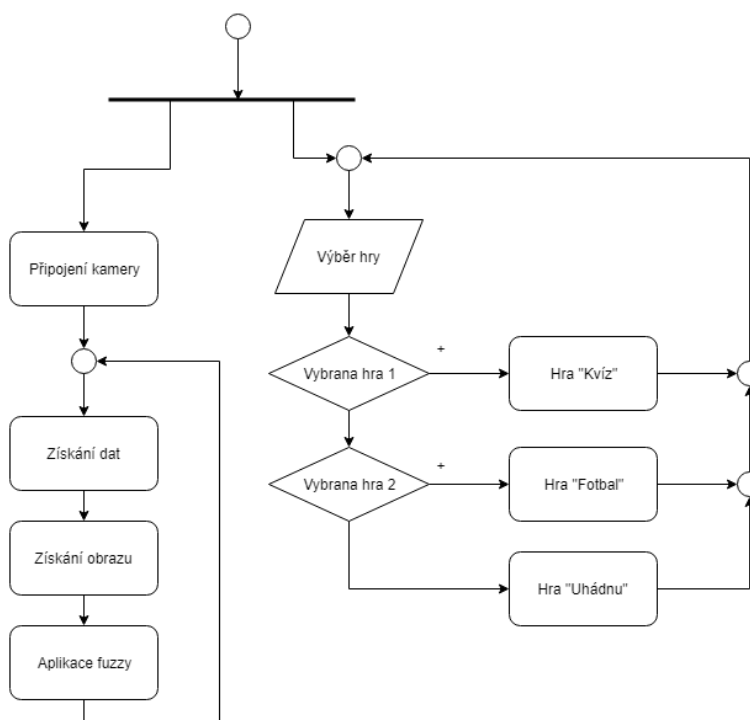 Výběr hry
Připojení kamery
+
Vybrana hra 1
Hra "Kvíz"
Získání dat
+
Vybrana hra 2
Hra "Fotbal"
Získání obrazu
Hra "Uhádnu"
Aplikace fuzzy